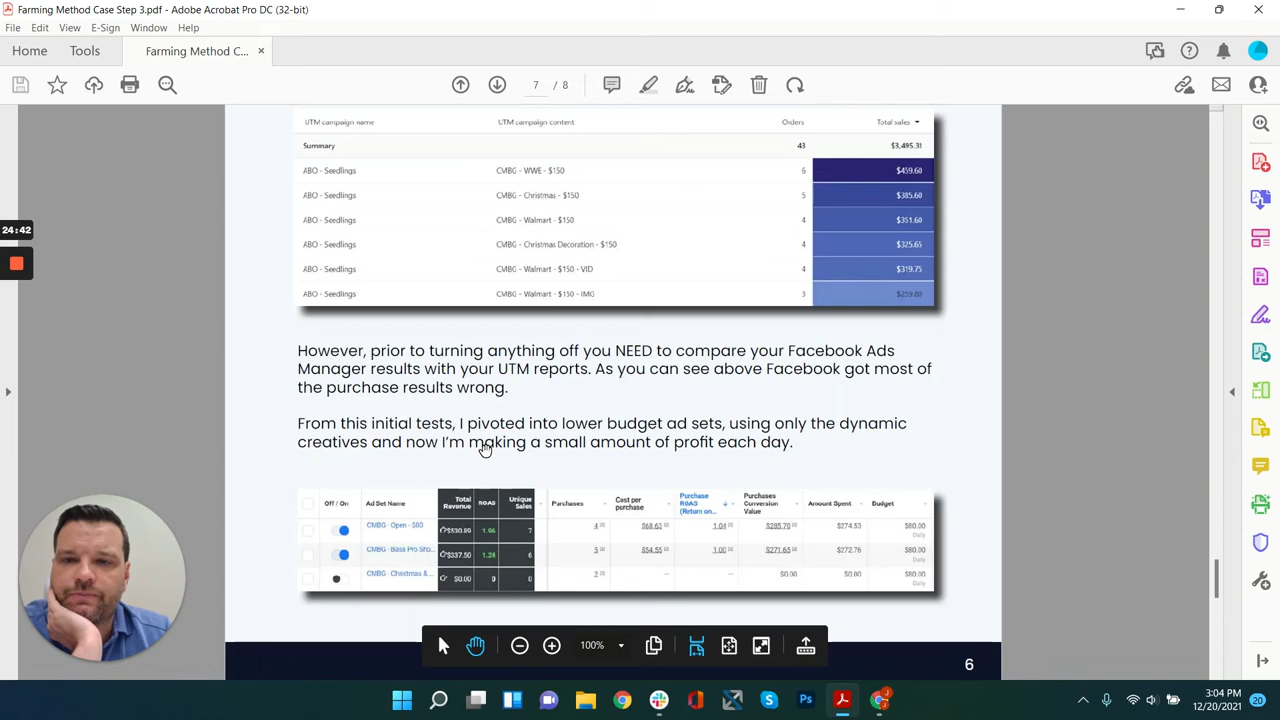 Farming Method Case Step 3.pdf - Adobe Acrobat Pro DC (32-bit)
File Edit View E-Sign Window Help
Home Tools Farming Method C... ×
7 / 8
UTM campaign name UTM campaign content Orders Total sales
Summary 43 $3,495.31
ABO - Seedlings CMBG - WWE - $150 6 $459.60
ABO - Seedlings CMBG - Christmas - $150 5 $385.60
ABO - Seedlings CMBG - Walmart - $150 4 $351.60
ABO - Seedlings CMBG - Christmas Decoration - $150 4 $325.65
ABO - Seedlings CMBG - Walmart - $150 - VID 4 $319.75
ABO - Seedlings CMBG - Walmart - $150 - IMG 3 $259.80
24:42
However, prior to turning anything off you NEED to compare your Facebook Ads
Manager results with your UTM reports. As you can see above Facebook got most of
the purchase results wrong.
From this initial tests, I pivoted into lower budget ad sets, using only the dynamic
creatives and now I'm making a small amount of profit each day.
Off / On Ad Set Name Total Revenue ROAS Unique Sales Purchases Cost per purchase Purchase ROAS (Return on... Purchases Conversion Value Amount Spent Budget
CMBG - Open - $80 $530.89 7 4 $68.63 1.04 $285.70 $274.53 $80.00
Daily
CMBG - Bass Pro Sho... $337.50 1.24 6 5 $54.55 1.00 $271.65 $272.76 $80.00
Daily
CMBG - Christmas & ... $0.00 0 0 2 — — $0.00 $0.00 $80.00
Daily
100%
6
3:04 PM
12/20/2021
20